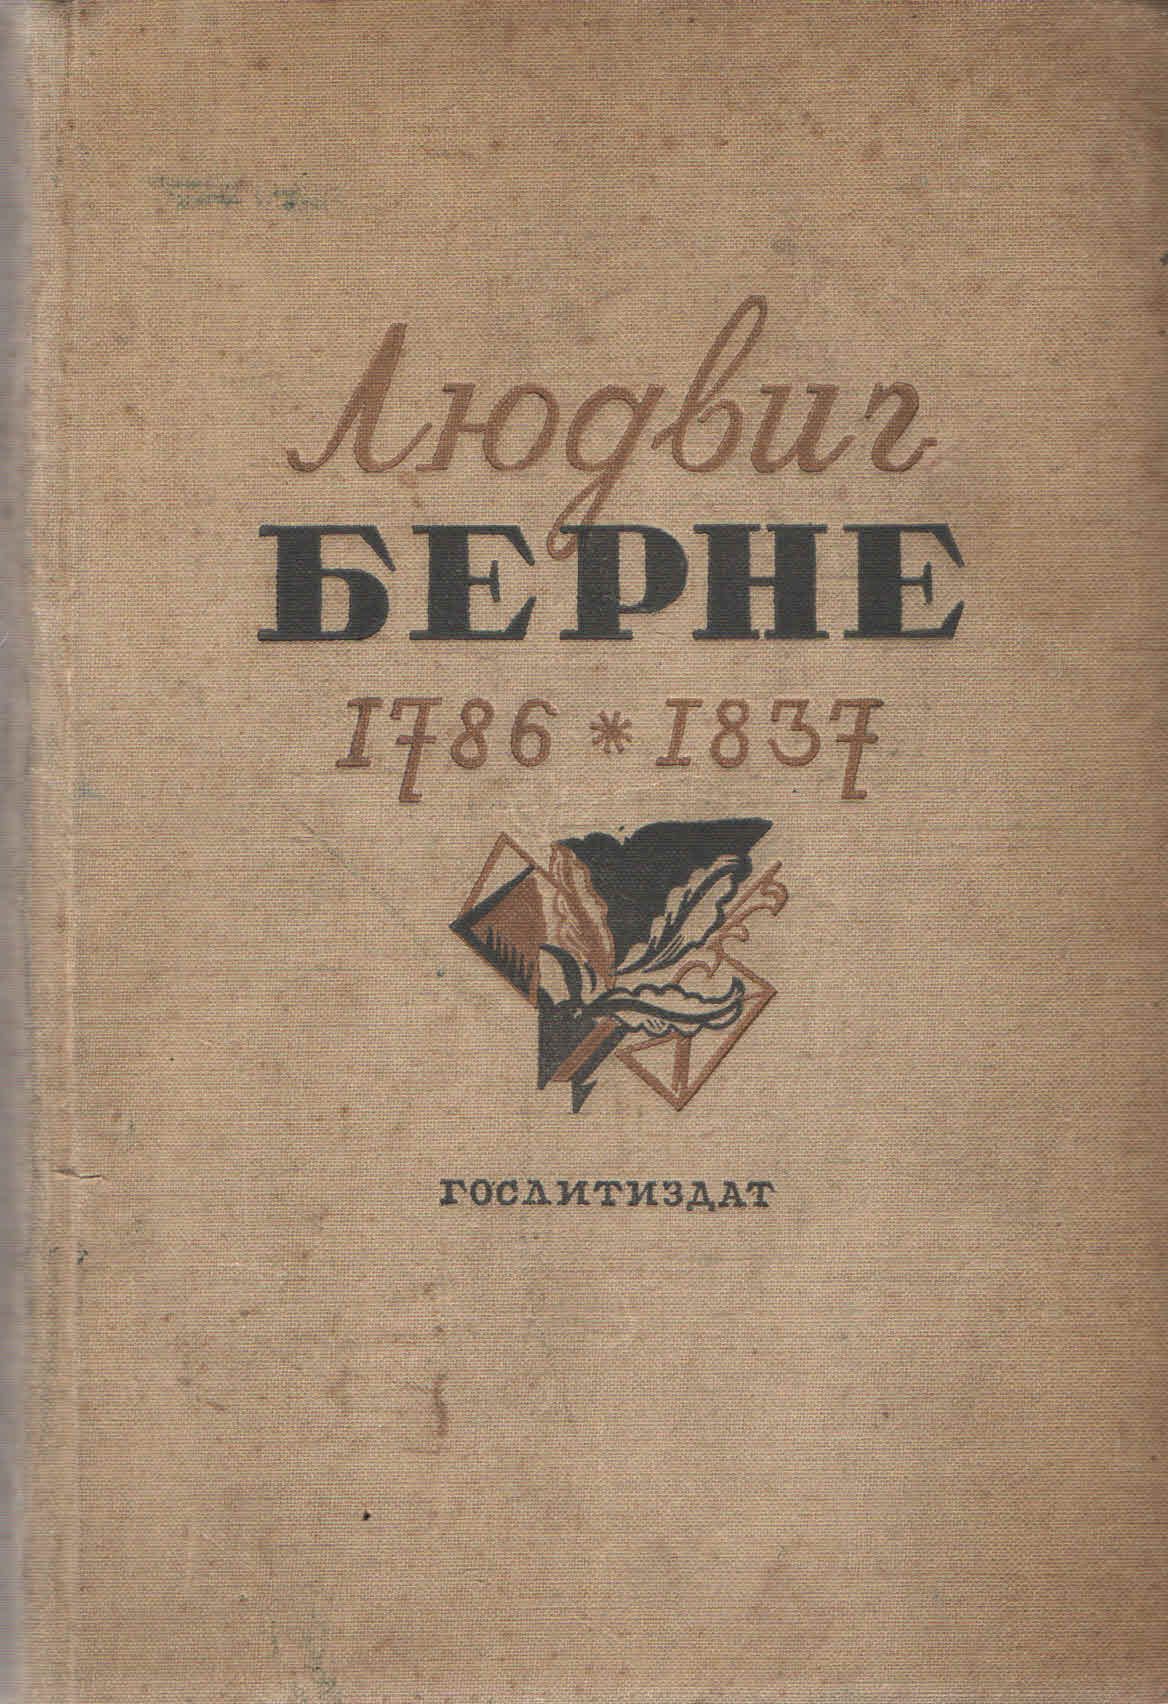 Людвиг
БЕРНЕ
1786 * 1837
ГОСЛИТИЗДАТ